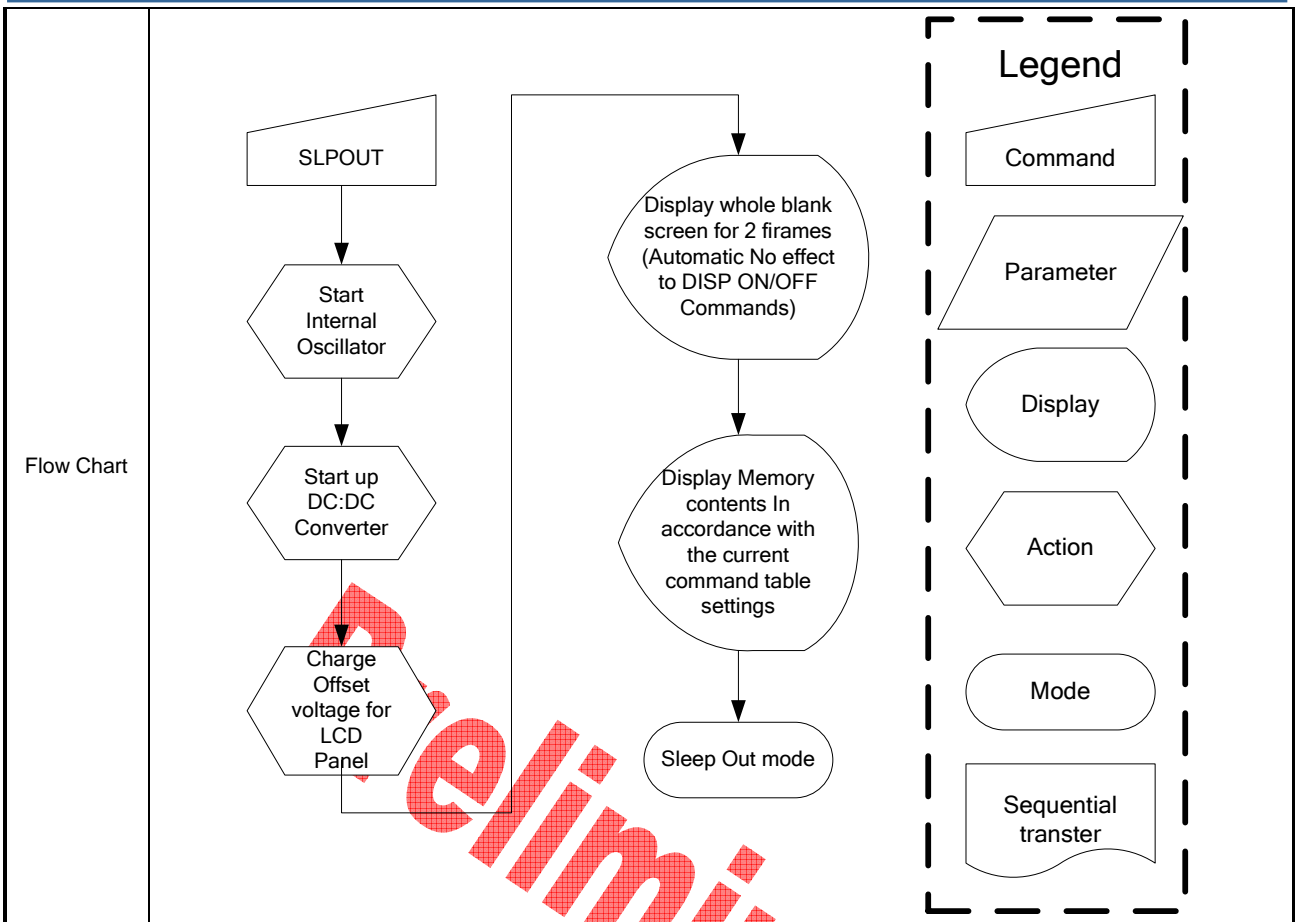 Flow Chart
SLPOUT
Start
Internal
Oscillator
Start up
DC:DC
Converter
Charge
Offset
voltage for
LCD
Panel
Display whole blank
screen for 2 firames
(Automatic No effect
to DISP ON/OFF
Commands)
Display Memory
contents In
accordance with
the current
command table
settings
Sleep Out mode
Legend
Command
Parameter
Display
Action
Mode
Sequential
transter